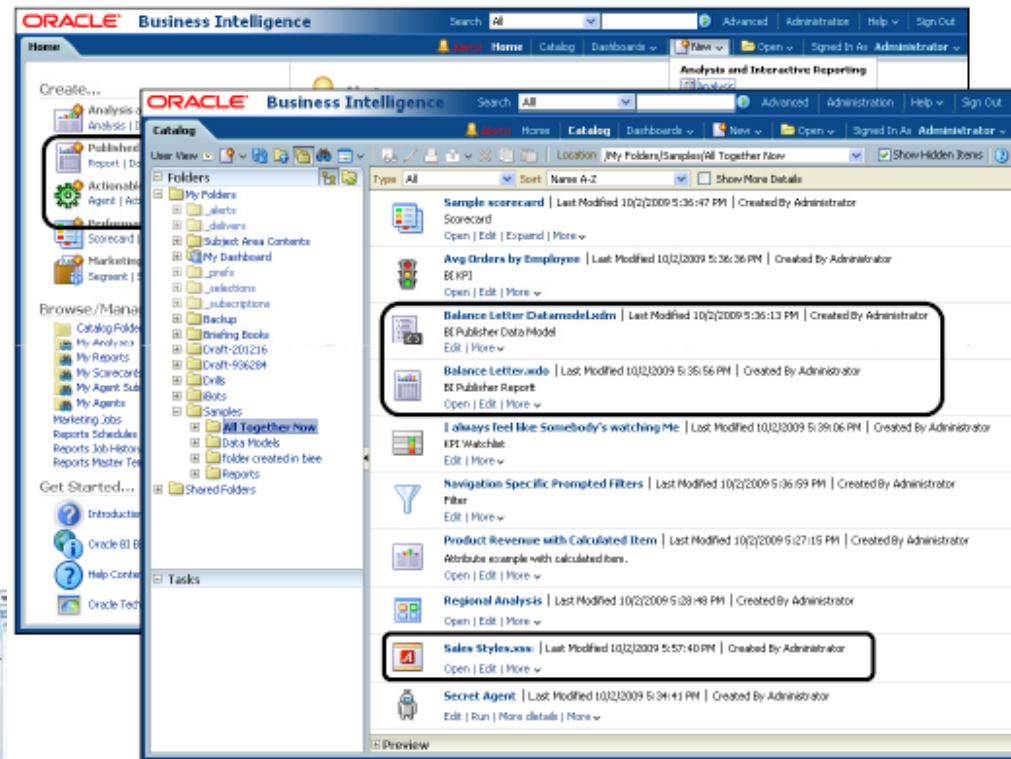 ORACLE Business Intelligence
Search All Advanced Administration Help Sign Out
Home
Home Catalog Dashboards New Open Signed In As Administrator
Analysis and Interactive Reporting
Analysis
Create...
Analysis
Analysis |
Published
Report |
Actionable
Agent |
Performa
Scorecard |
Marketing
Segment |
Browse/Mana
Catalog Folde
My Analyses
My Reports
My Scorecards
My Agent Sub
My Agents
Marketing Jobs
Reports Schedules
Reports Job Histor
Reports Master Te
Get Started...
Introductio
Oracle BI
Help Conten
Oracle Tech
ORACLE Business Intelligence
Search All Advanced Administration Help Sign Out
Catalog
Home Catalog Dashboards New Open Signed In As Administrator
User View Location /My Folders/Samples/All Together Now Show Hidden Items
Folders
My Folders
_alerts
_delivers
Subject Area Contents
My Dashboard
_prefs
_selections
_subscriptions
Backup
Briefing Books
Draft-201216
Draft-936284
Drills
iBots
Samples
All Together Now
Data Models
folder created in biee
Reports
Shared Folders
Tasks
Type All Sort Name A-Z Show More Details
Sample scorecard | Last Modified 10/2/2009 5:36:47 PM | Created By Administrator
Scorecard
Open | Edit | Expand | More
Avg Orders by Employee | Last Modified 10/2/2009 5:36:36 PM | Created By Administrator
BI KPI
Open | Edit | More
Balance Letter Datamodel.xdm | Last Modified 10/2/2009 5:36:13 PM | Created By Administrator
BI Publisher Data Model
Edit | More
Balance Letter.xdo | Last Modified 10/2/2009 5:35:56 PM | Created By Administrator
BI Publisher Report
Open | Edit | More
I always feel like Somebody's watching Me | Last Modified 10/2/2009 5:39:06 PM | Created By Administrator
KPI Watchlist
Edit | More
Navigation Specific Prompted Filters | Last Modified 10/2/2009 5:36:59 PM | Created By Administrator
Filter
Edit | More
Product Revenue with Calculated Item | Last Modified 10/2/2009 5:27:15 PM | Created By Administrator
Attribute example with calculated item.
Open | Edit | More
Regional Analysis | Last Modified 10/2/2009 5:28:48 PM | Created By Administrator
Open | Edit | More
Sales Styles.xss | Last Modified 10/2/2009 5:57:40 PM | Created By Administrator
Open | Edit | More
Secret Agent | Last Modified 10/2/2009 5:34:41 PM | Created By Administrator
Edit | Run | More details | More
Preview